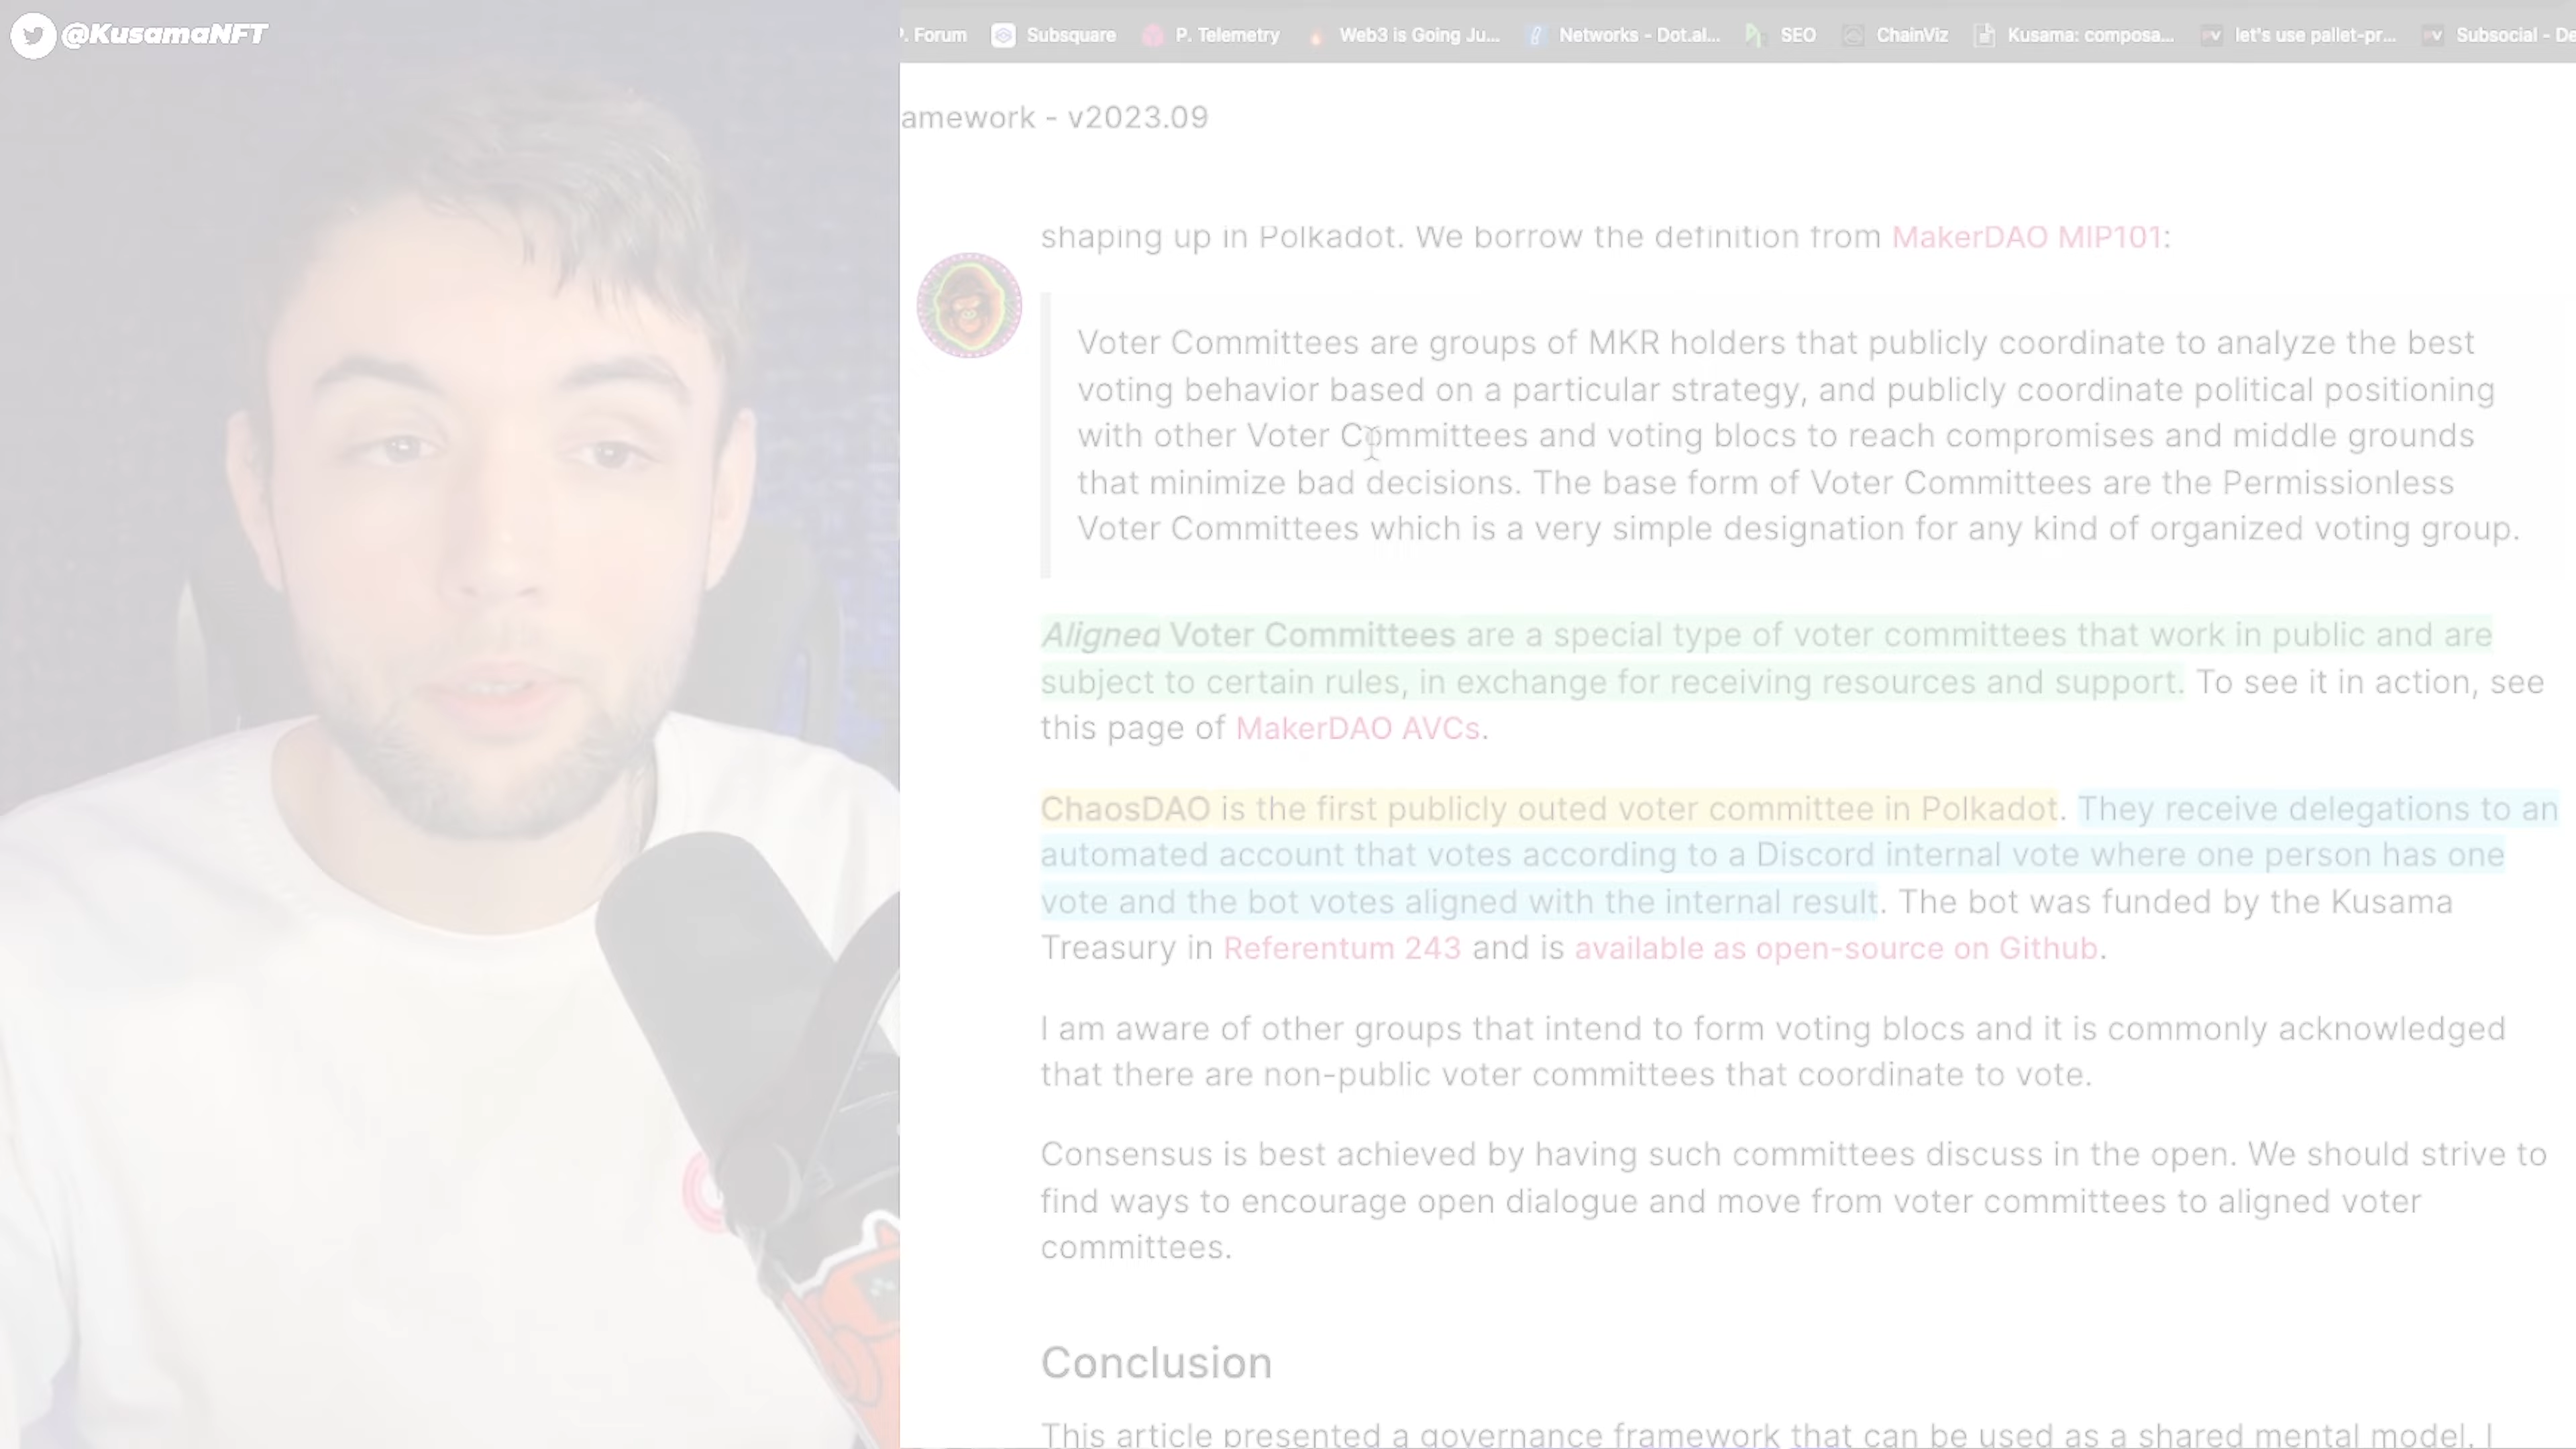 @KusamaNFT
P. Forum Subsquare P. Telemetry Web3 is Going Ju... Networks - Dot.al... SEO ChainViz Kusama: composa... let's use pallet-pr... Subsocial - De
amework - v2023.09
shaping up in Polkadot. We borrow the definition from MakerDAO MIP101:
Voter Committees are groups of MKR holders that publicly coordinate to analyze the best
voting behavior based on a particular strategy, and publicly coordinate political positioning
with other Voter Committees and voting blocs to reach compromises and middle grounds
that minimize bad decisions. The base form of Voter Committees are the Permissionless
Voter Committees which is a very simple designation for any kind of organized voting group.
Aligned Voter Committees are a special type of voter committees that work in public and are
subject to certain rules, in exchange for receiving resources and support. To see it in action, see
this page of MakerDAO AVCs.
ChaosDAO is the first publicly outed voter committee in Polkadot. They receive delegations to an
automated account that votes according to a Discord internal vote where one person has one
vote and the bot votes aligned with the internal result. The bot was funded by the Kusama
Treasury in Referentum 243 and is available as open-source on Github.
I am aware of other groups that intend to form voting blocs and it is commonly acknowledged
that there are non-public voter committees that coordinate to vote.
Consensus is best achieved by having such committees discuss in the open. We should strive to
find ways to encourage open dialogue and move from voter committees to aligned voter
committees.
Conclusion
This article presented a governance framework that can be used as a shared mental model. I